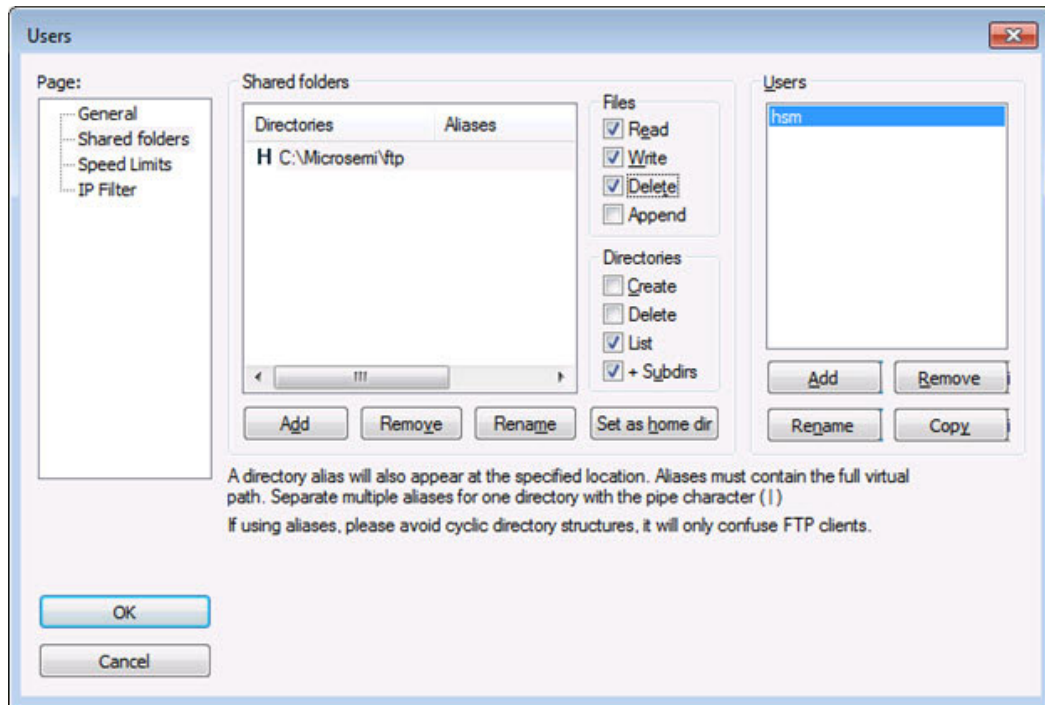 Users
Page:
General
Shared folders
Speed Limits
IP Filter
Shared folders
Directories Aliases
H C:\Microsemi\ftp
Files
Read
Write
Delete
Append
Directories
Create
Delete
List
+ Subdirs
Add Remove Rename Set as home dir
Users
hsm
Add Remove
Rename Copy
A directory alias will also appear at the specified location. Aliases must contain the full virtual
path. Separate multiple aliases for one directory with the pipe character (|)
If using aliases, please avoid cyclic directory structures, it will only confuse FTP clients.
OK
Cancel